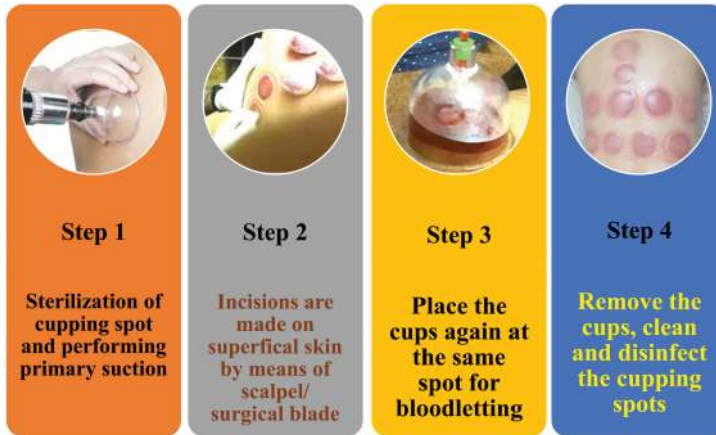 Step 1
Sterilization of
cupping spot
and performing
primary suction
Step 2
Incisions are
made on
superfical skin
by means of
scalpel/
surgical blade
Step 3
Place the
cups again at
the same
spot for
bloodletting
Step 4
Remove the
cups, clean
and disinfect
the cupping
spots